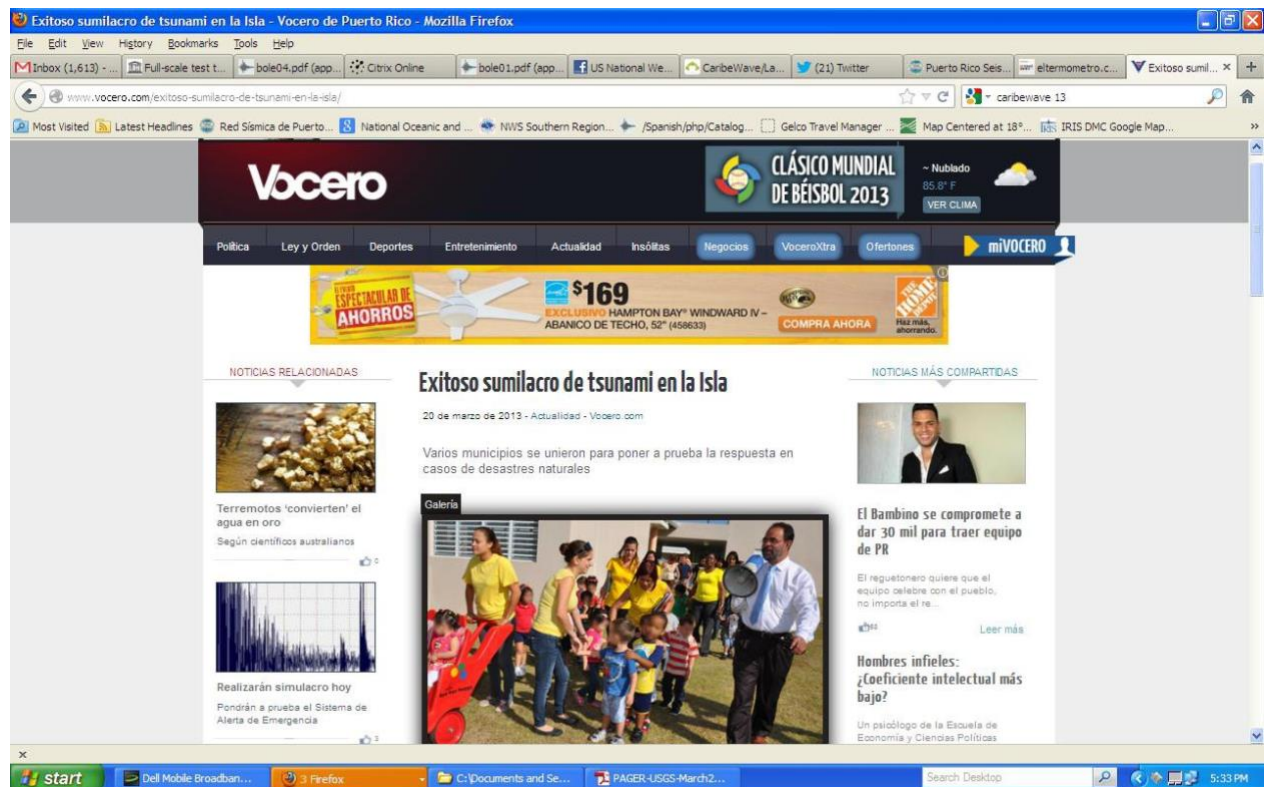 Exitoso sumilacro de tsunami en la Isla - Vocero de Puerto Rico - Mozilla Firefox
File Edit View History Bookmarks Tools Help
Inbox (1,613) - ... Full-scale test t... bole04.pdf (app... Citrix Online bole01.pdf (app... US National We... CaribeWave/La... (21) Twitter Puerto Rico Seis... eltermometro.c... Exitoso sumil...
www.vocero.com/exitoso-sumilacro-de-tsunami-en-la-isla/ caribewave 13
Most Visited Latest Headlines Red Sísmica de Puerto... National Oceanic and ... NWS Southern Region... /Spanish/php/Catalog... Gelco Travel Manager ... Map Centered at 18°... IRIS DMC Google Map...
Vocero
CLÁSICO MUNDIAL
DE BÉISBOL 2013
~ Nublado
85.8° F
VER CLIMA
Política Ley y Orden Deportes Entretenimiento Actualidad Insólitas Negocios VoceroXtra Ofertones miVOCERO
ESPECTACULAR DE
AHORROS
$169
EXCLUSIVO HAMPTON BAY® WINDWARD IV –
ABANICO DE TECHO, 52" (458633)
COMPRA AHORA
THE HOME DEPOT
Haz más,
ahorrando.
NOTICIAS RELACIONADAS
Terremotos 'convierten' el
agua en oro
Según científicos australianos
0
Realizarán simulacro hoy
Pondrán a prueba el Sistema de
Alerta de Emergencia
Exitoso sumilacro de tsunami en la Isla
20 de marzo de 2013 - Actualidad - Vocero.com
Varios municipios se unieron para poner a prueba la respuesta en
casos de desastres naturales
Galería
NOTICIAS MÁS COMPARTIDAS
El Bambino se compromete a
dar 30 mil para traer equipo
de PR
El reguetonero quiere que el
equipo celebre con el pueblo,
no importa el re...
Leer más
Hombres infieles:
¿Coeficiente intelectual más
bajo?
Un psicólogo de la Escuela de
Economía y Ciencias Políticas
start Dell Mobile Broadban... 3 Firefox C:\Documents and Se... PAGER-USGS-March2... Search Desktop 5:33 PM